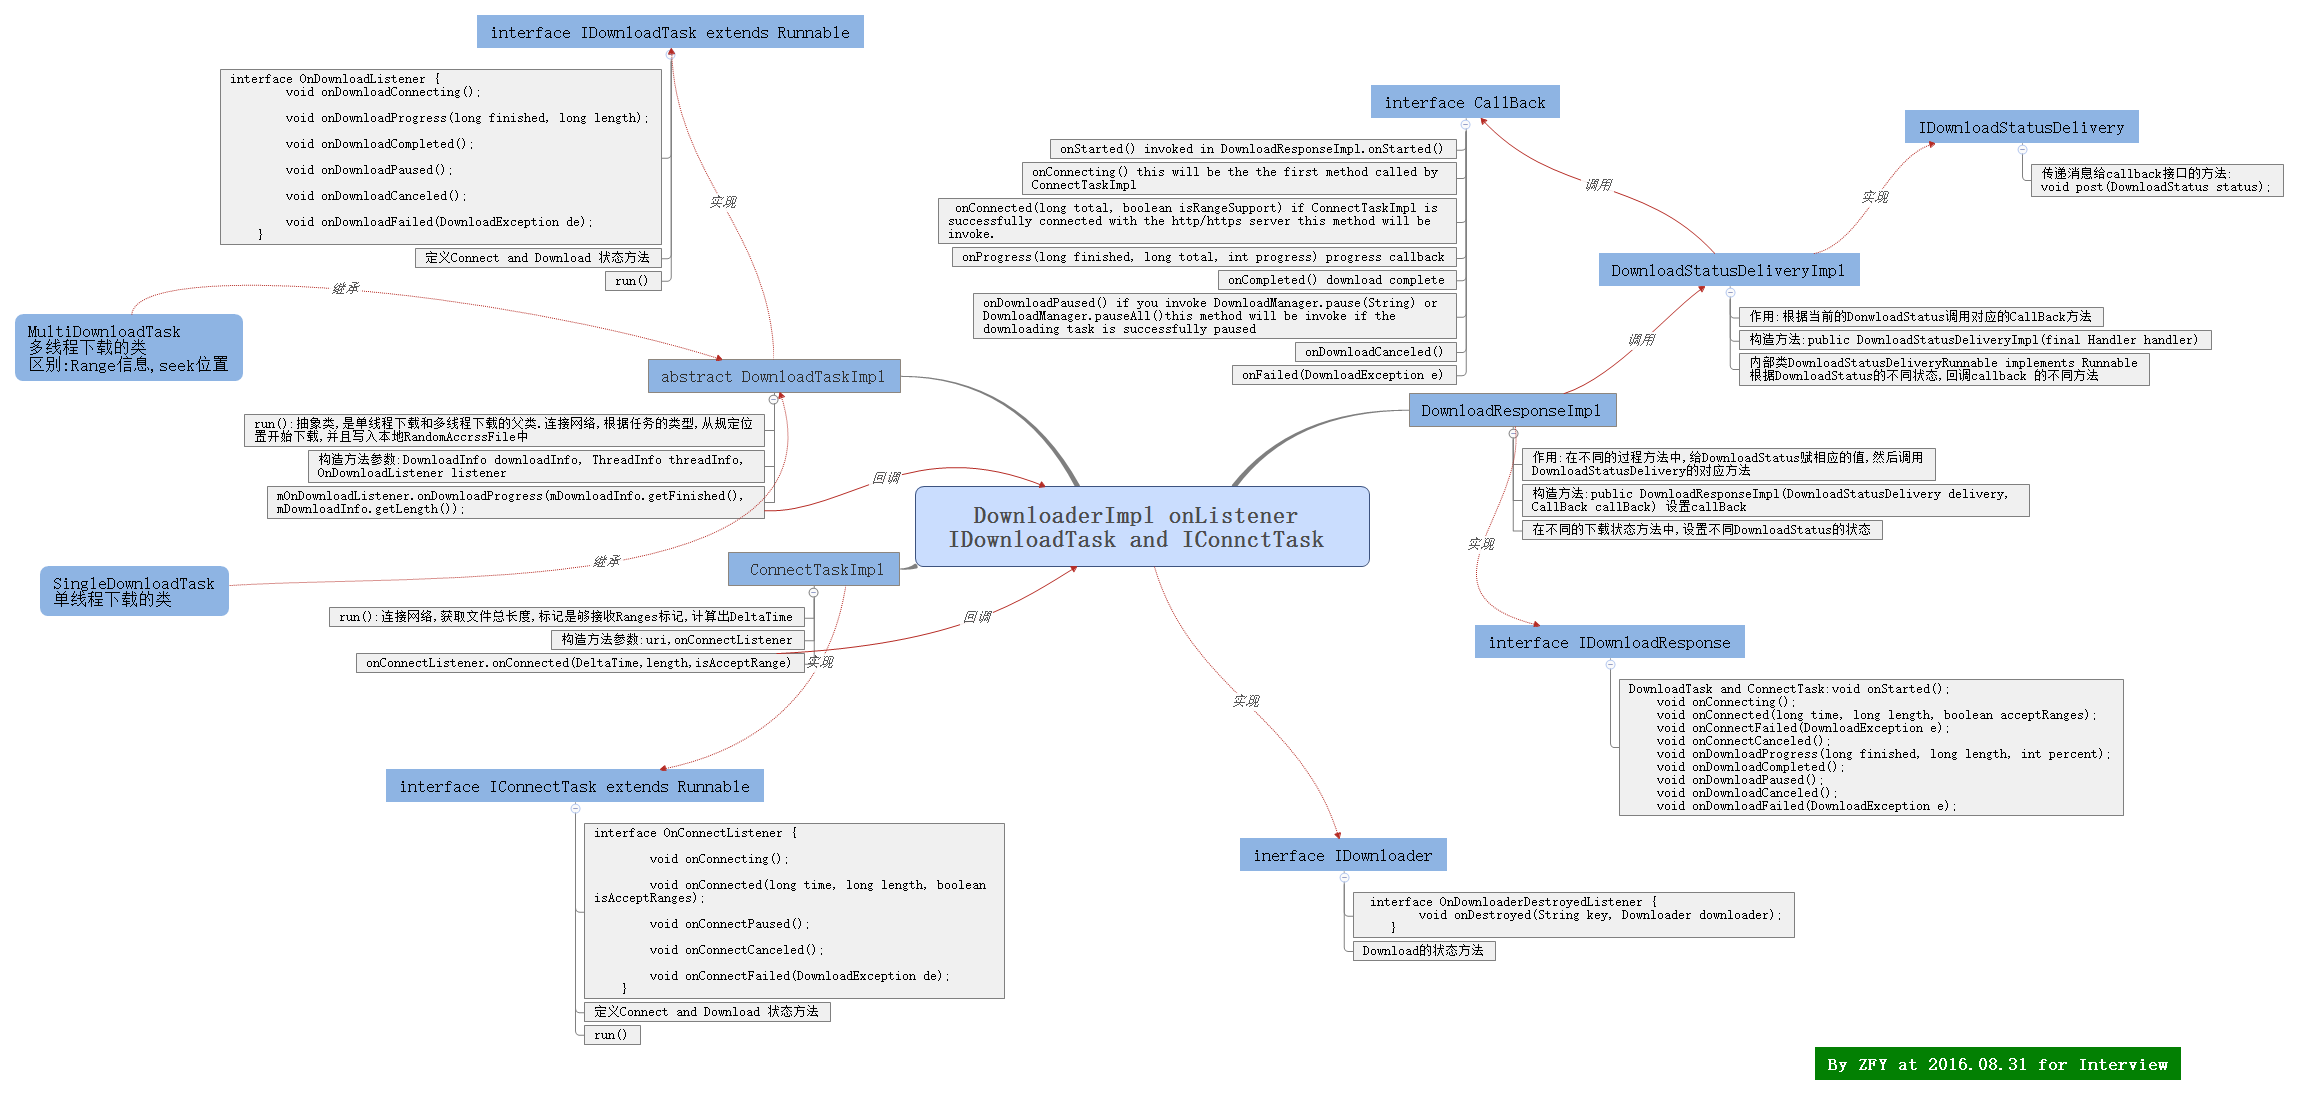 interface IDownloadTask extends Runnable
interface OnDownloadListener {
void onDownloadConnecting();
void onDownloadProgress(long finished, long length);
void onDownloadCompleted();
void onDownloadPaused();
void onDownloadCanceled();
void onDownloadFailed(DownloadException de);
}
定义Connect and Download 状态方法
run()
实现
继承
MultiDownloadTask
多线程下载的类
区别:Range信息,seek位置
abstract DownloadTaskImpl
run():抽象类,是单线程下载和多线程下载的父类.连接网络,根据任务的类型,从规定位
置开始下载,并且写入本地RandomAccrssFile中
构造方法参数:DownloadInfo downloadInfo, ThreadInfo threadInfo,
OnDownloadListener listener
mOnDownloadListener.onDownloadProgress(mDownloadInfo.getFinished(),
mDownloadInfo.getLength());
回调
继承
SingleDownloadTask
单线程下载的类
DownloaderImpl onListener
IDownloadTask and IConnctTask
ConnectTaskImpl
run():连接网络,获取文件总长度,标记是够接收Ranges标记,计算出DeltaTime
构造方法参数:uri,onConnectListener
onConnectListener.onConnected(DeltaTime,length,isAcceptRange)
回调
实现
interface IConnectTask extends Runnable
interface OnConnectListener {
void onConnecting();
void onConnected(long time, long length, boolean
isAcceptRanges);
void onConnectPaused();
void onConnectCanceled();
void onConnectFailed(DownloadException de);
}
定义Connect and Download 状态方法
run()
interface CallBack
onStarted() invoked in DownloadResponseImpl.onStarted()
onConnecting() this will be the the first method called by
ConnectTaskImpl
onConnected(long total, boolean isRangeSupport) if ConnectTaskImpl is
successfully connected with the http/https server this method will be
invoke.
onProgress(long finished, long total, int progress) progress callback
onCompleted() download complete
onDownloadPaused() if you invoke DownloadManager.pause(String) or
DownloadManager.pauseAll()this method will be invoke if the
downloading task is successfully paused
onDownloadCanceled()
onFailed(DownloadException e)
调用
IDownloadStatusDelivery
传递消息给callback接口的方法:
void post(DownloadStatus status);
实现
DownloadStatusDeliveryImpl
作用:根据当前的DonwloadStatus调用对应的CallBack方法
构造方法:public DownloadStatusDeliveryImpl(final Handler handler)
内部类DownloadStatusDeliveryRunnable implements Runnable
根据DownloadStatus的不同状态,回调callback 的不同方法
调用
DownloadResponseImpl
作用:在不同的过程方法中,给DownloadStatus赋相应的值,然后调用
DownloadStatusDelivery的对应方法
构造方法:public DownloadResponseImpl(DownloadStatusDelivery delivery,
CallBack callBack) 设置callBack
在不同的下载状态方法中,设置不同DownloadStatus的状态
实现
interface IDownloadResponse
DownloadTask and ConnectTask:void onStarted();
void onConnecting();
void onConnected(long time, long length, boolean acceptRanges);
void onConnectFailed(DownloadException e);
void onConnectCanceled();
void onDownloadProgress(long finished, long length, int percent);
void onDownloadCompleted();
void onDownloadPaused();
void onDownloadCanceled();
void onDownloadFailed(DownloadException e);
实现
inerface IDownloader
interface OnDownloaderDestroyedListener {
void onDestroyed(String key, Downloader downloader);
}
Download的状态方法
By ZFY at 2016.08.31 for Interview